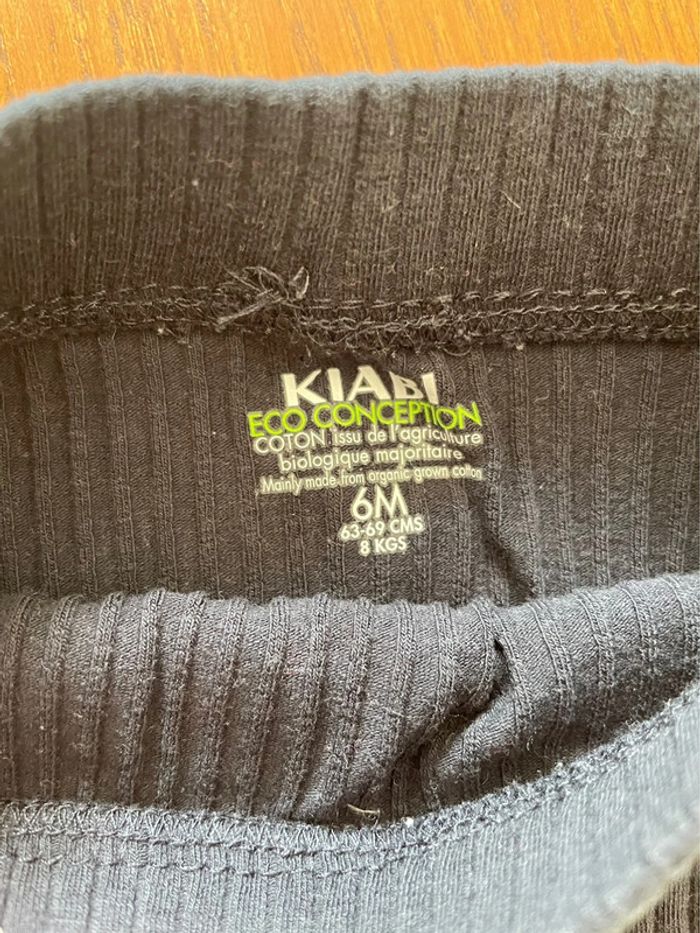 KIABI
ECO CONCEPTION
COTON issu de l'agriculture
biologique majoritaire
Mainly made from organic grown cotton
6M
63-69 CMS
8 KGS